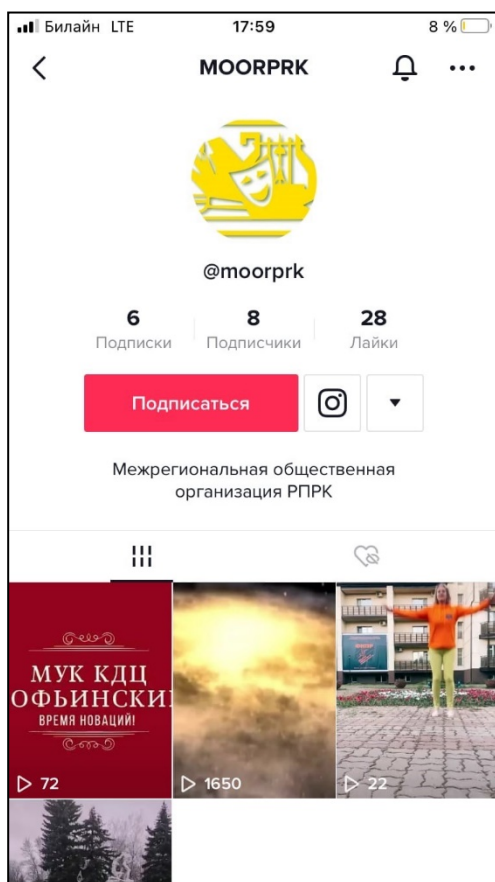 Билайн LTE 17:59 8 %
MOORPRK
@moorprk
6 8 28
Подписки Подписчики Лайки
Подписаться
Межрегиональная общественная
организация РПРК
МУК КДЦ
ОФЬИНСКИ
ВРЕМЯ НОВАЦИЙ!
72 1650 22